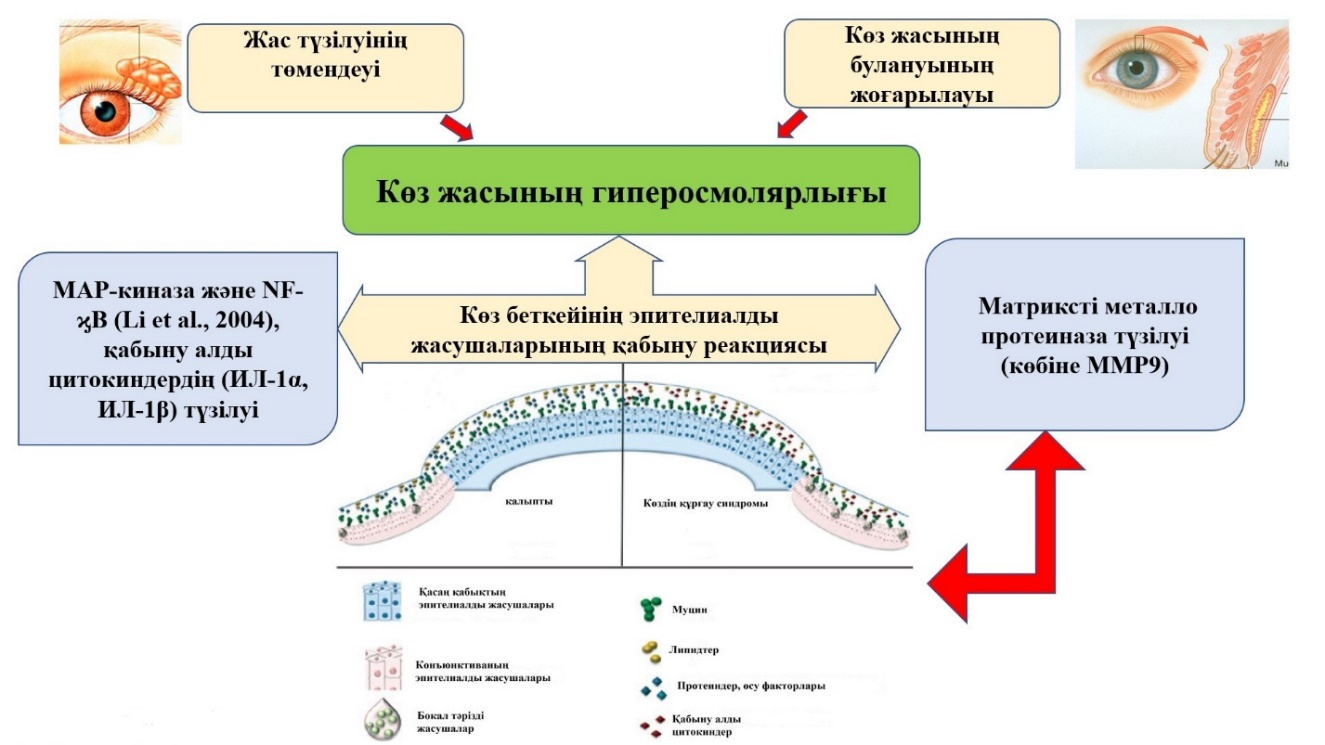 Жас түзілуінің
төмендеуі
Көз жасының
булануының
жоғарылауы
Mu
Көз жасының гиперосмолярлығы
МАР-киназа және NF-
ϗB (Li et al., 2004),
қабыну алды
цитокиндердің (ИЛ-1α,
ИЛ-1β) түзілуі
Көз беткейінің эпителиалды
жасушаларының қабыну реакциясы
Матриксті металло
протеиназа түзілуі
(көбіне ММР9)
қалыпты
Көздің құрғау синдромы
Қасаң қабықтың
эпителиалды жасушалары
Конъюнктиваның
эпителиалды жасушалары
Бокал тәрізді
жасушалар
Муцин
Липидтер
Протеиндер, өсу факторлары
Қабыну алды
цитокиндер